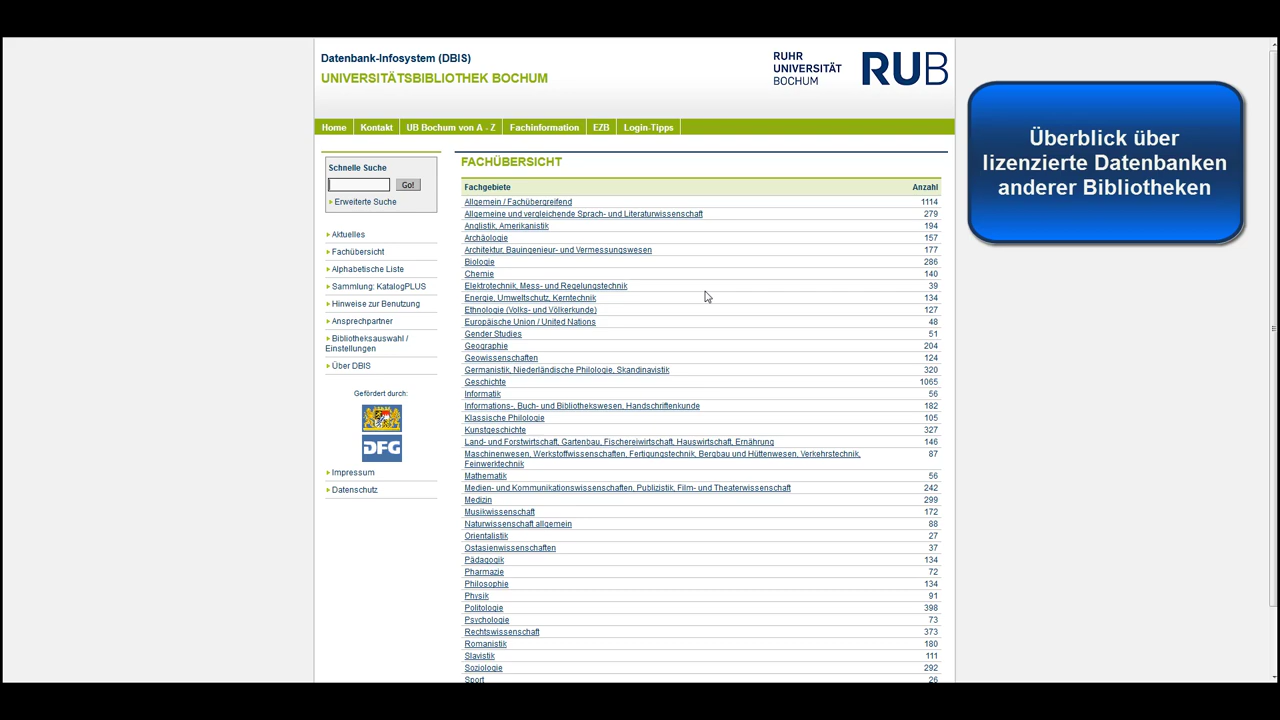 Datenbank-Infosystem (DBIS)
UNIVERSITÄTSBIBLIOTHEK BOCHUM
RUHR
UNIVERSITÄT
BOCHUM
RUB
Home Kontakt UB Bochum von A - Z Fachinformation EZB Login-Tipps
Schnelle Suche
Go!
Erweiterte Suche
Aktuelles
Fachübersicht
Alphabetische Liste
Sammlung: KatalogPLUS
Hinweise zur Benutzung
Ansprechpartner
Bibliotheksauswahl /
Einstellungen
Über DBIS
Gefördert durch:
DFG
Impressum
Datenschutz
FACHÜBERSICHT
Fachgebiete Anzahl
Allgemein / Fachübergreifend 1114
Allgemeine und vergleichende Sprach- und Literaturwissenschaft 279
Anglistik, Amerikanistik 194
Archäologie 157
Architektur, Bauingenieur- und Vermessungswesen 177
Biologie 286
Chemie 140
Elektrotechnik, Mess- und Regelungstechnik 39
Energie, Umweltschutz, Kerntechnik 134
Ethnologie (Volks- und Völkerkunde) 127
Europäische Union / United Nations 48
Gender Studies 51
Geographie 204
Geowissenschaften 124
Germanistik, Niederländische Philologie, Skandinavistik 320
Geschichte 1065
Informatik 56
Informations-, Buch- und Bibliothekswesen, Handschriftenkunde 182
Klassische Philologie 105
Kunstgeschichte 327
Land- und Forstwirtschaft, Gartenbau, Fischereiwirtschaft, Hauswirtschaft, Ernährung 146
Maschinenwesen, Werkstoffwissenschaften, Fertigungstechnik, Bergbau und Hüttenwesen, Verkehrstechnik, 87
Feinwerktechnik
Mathematik 56
Medien- und Kommunikationswissenschaften, Publizistik, Film- und Theaterwissenschaft 242
Medizin 299
Musikwissenschaft 172
Naturwissenschaft allgemein 88
Orientalistik 27
Ostasienwissenschaften 37
Pädagogik 134
Pharmazie 72
Philosophie 134
Physik 91
Politologie 398
Psychologie 73
Rechtswissenschaft 373
Romanistik 180
Slavistik 111
Soziologie 292
Sport 26
Überblick über
lizenzierte Datenbanken
anderer Bibliotheken